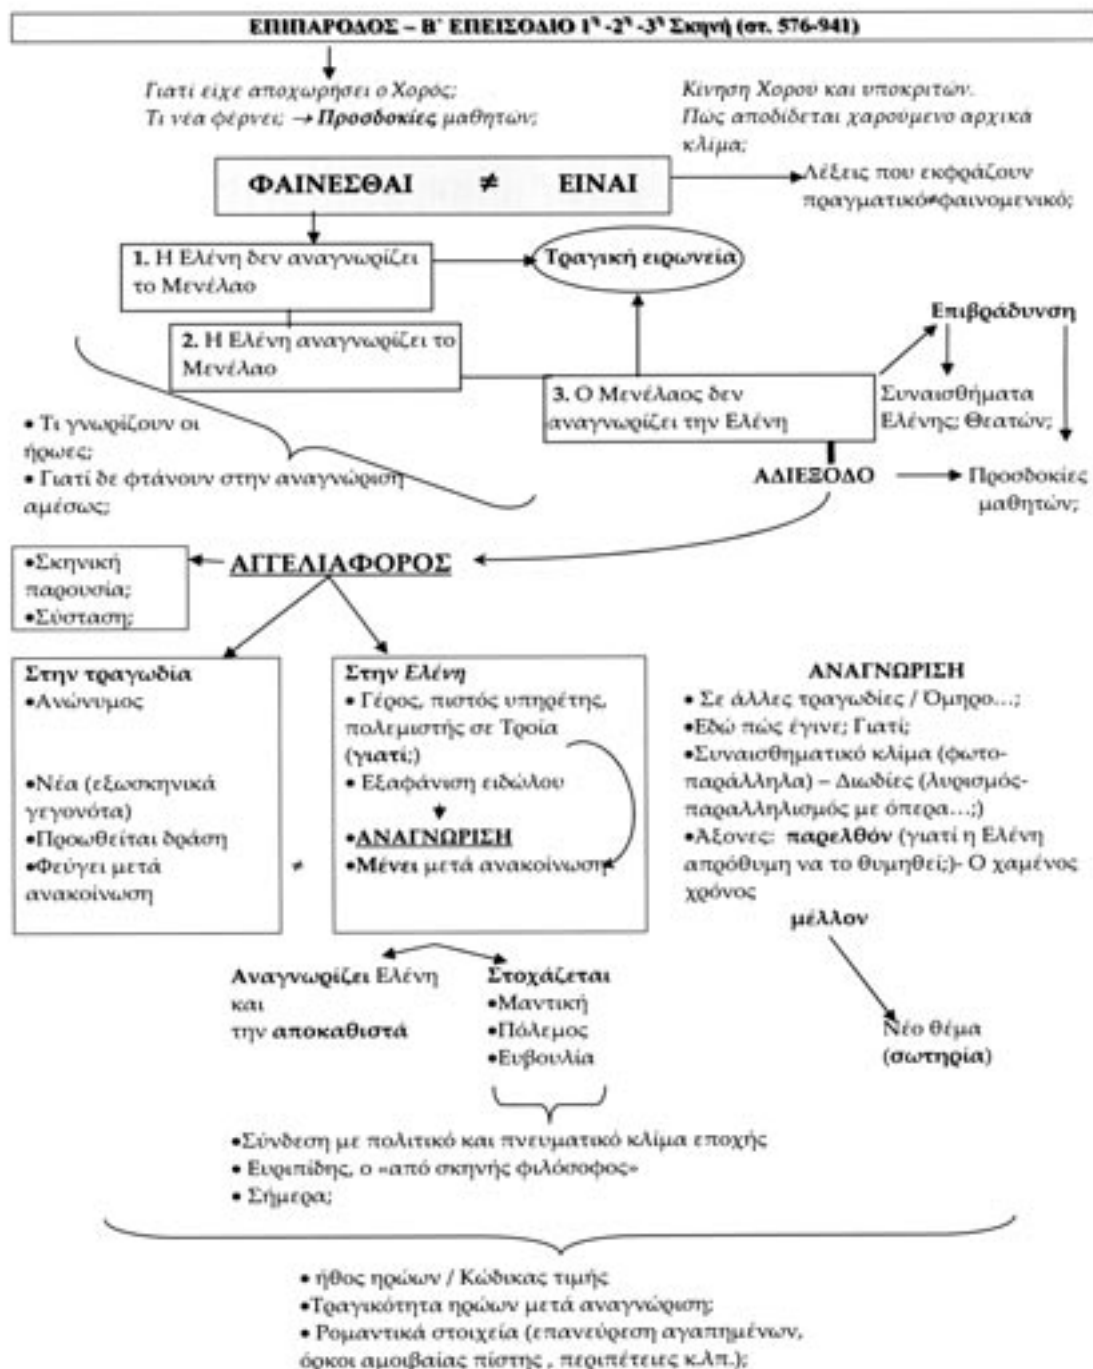 ΕΠΙΠΑΡΟΔΟΣ – Β΄ ΕΠΕΙΣΟΔΙΟ 1η -2η -3η Σκηνή (στ. 576-941)
Γιατί είχε αποχωρήσει ο Χορός;
Τι νέα φέρνει; → Προσδοκίες μαθητών;
Κίνηση Χορού και υποκριτών.
Πώς αποδίδεται χαρούμενο αρχικά
κλίμα;
ΦΑΙΝΕΣΘΑΙ ≠ ΕΙΝΑΙ
Λέξεις που εκφράζουν
πραγματικό≠φαινομενικό;
1. Η Ελένη δεν αναγνωρίζει
το Μενέλαο
Τραγική ειρωνεία
2. Η Ελένη αναγνωρίζει το
Μενέλαο
Επιβράδυνση
3. Ο Μενέλαος δεν
αναγνωρίζει την Ελένη
Συναισθήματα
Ελένης; Θεατών;
• Τι γνωρίζουν οι
ήρωες;
• Γιατί δε φτάνουν στην αναγνώριση
αμέσως;
ΑΔΙΕΞΟΔΟ
Προσδοκίες
μαθητών;
•Σκηνική
παρουσία;
•Σύσταση;
ΑΓΓΕΛΙΑΦΟΡΟΣ
Στην τραγωδία
•Ανώνυμος
•Νέα (εξωσκηνικά
γεγονότα)
•Προωθείται δράση
•Φεύγει μετά
ανακοίνωση
≠
Στην Ελένη
• Γέρος, πιστός υπηρέτης,
πολεμιστής σε Τροία
(γιατί;)
• Εξαφάνιση ειδώλου
•ΑΝΑΓΝΩΡΙΣΗ
•Μένει μετά ανακοίνωση
ΑΝΑΓΝΩΡΙΣΗ
• Σε άλλες τραγωδίες / Όμηρο…;
•Εδώ πώς έγινε; Γιατί;
•Συναισθηματικό κλίμα (φωτο-
παράλληλα) – Διωδίες (λυρισμός-
παραλληλισμός με όπερα…;)
•Άξονες: παρελθόν (γιατί η Ελένη
απρόθυμη να το θυμηθεί;)- Ο χαμένος
χρόνος
μέλλον
Νέο θέμα
(σωτηρία)
Αναγνωρίζει Ελένη
και
την αποκαθιστά
Στοχάζεται
•Μαντική
•Πόλεμος
•Ευβουλία
•Σύνδεση με πολιτικό και πνευματικό κλίμα εποχής
• Ευριπίδης, ο «από σκηνής φιλόσοφος»
• Σήμερα;
• ήθος ηρώων / Κώδικας τιμής
•Τραγικότητα ηρώων μετά αναγνώριση;
• Ρομαντικά στοιχεία (επανεύρεση αγαπημένων,
όρκοι αμοιβαίας πίστης , περιπέτειες κ.λπ.);